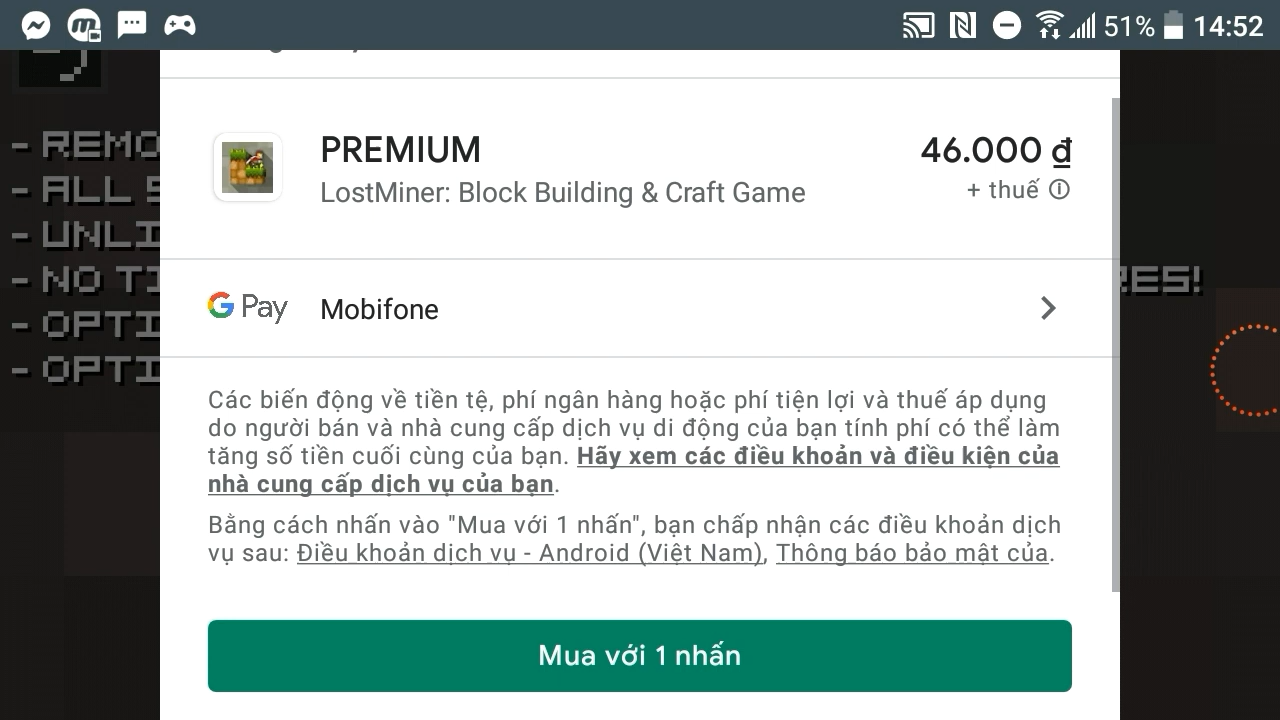 51% 14:52
PREMIUM
46.000 ₫
LostMiner: Block Building & Craft Game
+ thuế
G Pay Mobifone
Các biến động về tiền tệ, phí ngân hàng hoặc phí tiện lợi và thuế áp dụng
do người bán và nhà cung cấp dịch vụ di động của bạn tính phí có thể làm
tăng số tiền cuối cùng của bạn. Hãy xem các điều khoản và điều kiện của
nhà cung cấp dịch vụ của bạn.
Bằng cách nhấn vào "Mua với 1 nhấn", bạn chấp nhận các điều khoản dịch
vụ sau: Điều khoản dịch vụ - Android (Việt Nam), Thông báo bảo mật của.
Mua với 1 nhấn
- REMO
- ALL S
- UNLI
- NO TI
RES!
- OPTI
- OPTI